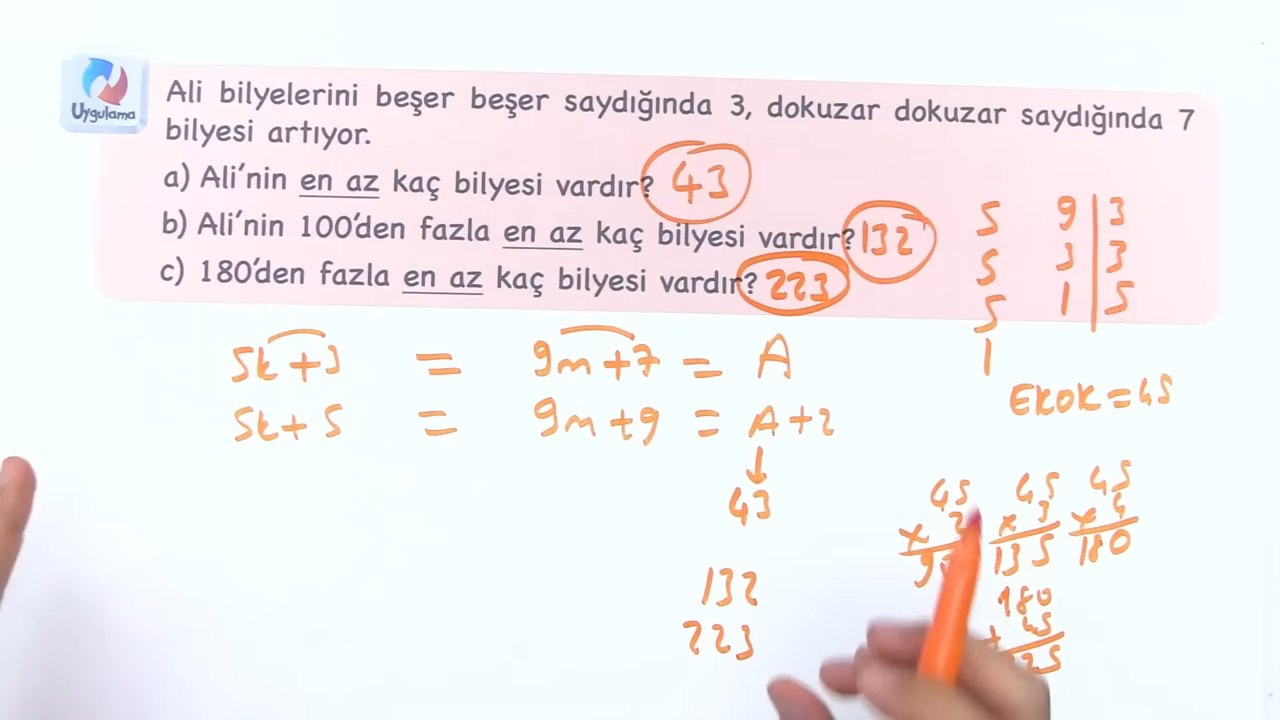 Uygulama
Ali bilyelerini beşer beşer saydığında 3, dokuzar dokuzar saydığında 7
bilyesi artıyor.
a) Ali'nin en az kaç bilyesi vardır? 43
b) Ali'nin 100'den fazla en az kaç bilyesi vardır? 132
c) 180'den fazla en az kaç bilyesi vardır? 223
5 9 3
5 3 3
5 1 5
1
EKOK = 45
5k+3 = 9m+7 = A
5k+5 = 9m+9 = A+2
43
132
223
45 45 45
x 2 x 3 x 4
135 180
180
+ 45